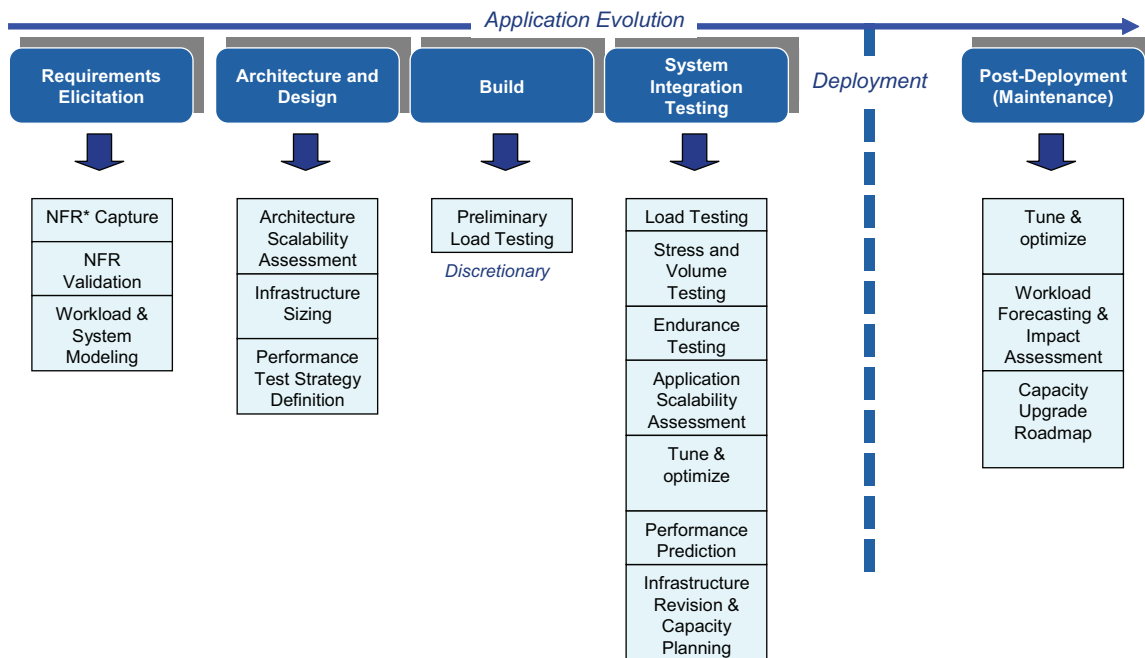 Application Evolution
Requirements
Elicitation
Architecture and
Design
Build
System
Integration
Testing
Deployment
Post-Deployment
(Maintenance)
NFR* Capture
NFR
Validation
Workload &
System
Modeling
Architecture
Scalability
Assessment
Infrastructure
Sizing
Performance
Test Strategy
Definition
Preliminary
Load Testing
Discretionary
Load Testing
Stress and
Volume
Testing
Endurance
Testing
Application
Scalability
Assessment
Tune &
optimize
Performance
Prediction
Infrastructure
Revision &
Capacity
Planning
Tune &
optimize
Workload
Forecasting &
Impact
Assessment
Capacity
Upgrade
Roadmap